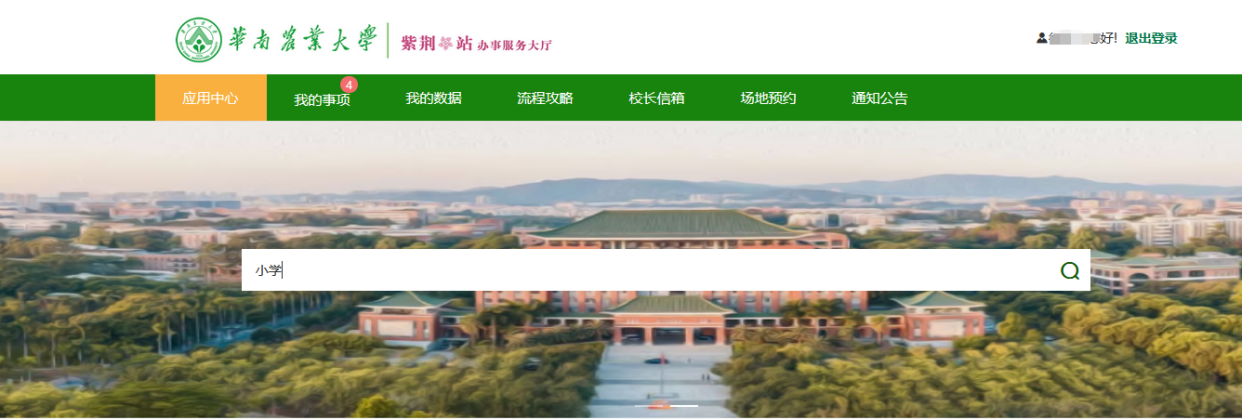 華南農業大學 紫荆站 办事服务大厅
好! 退出登录
4
应用中心 我的事项 我的数据 流程攻略 校长信箱 场地预约 通知公告
小学